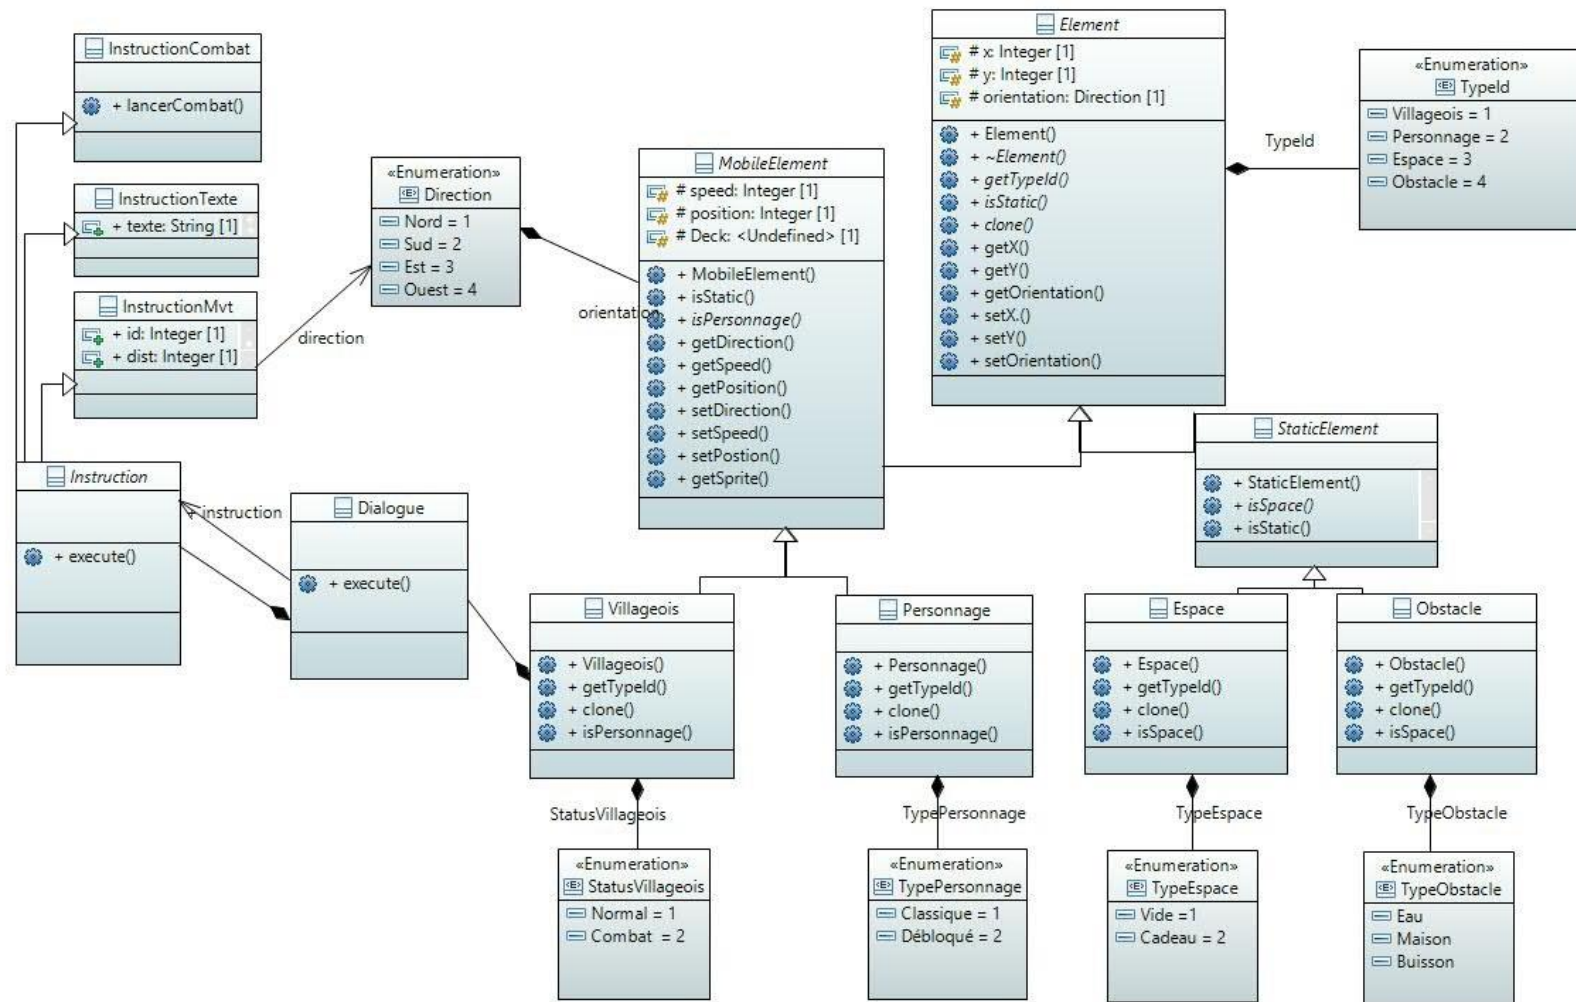 InstructionCombat
+ lancerCombat()
InstructionTexte
+ texte: String [1]
InstructionMvt
+ id: Integer [1]
+ dist: Integer [1]
direction
«Enumeration»
Direction
Nord = 1
Sud = 2
Est = 3
Ouest = 4
orientation
MobileElement
# speed: Integer [1]
# position: Integer [1]
# Deck: <Undefined> [1]
+ MobileElement()
+ isStatic()
+ isPersonnage()
+ getDirection()
+ getSpeed()
+ getPosition()
+ setDirection()
+ setSpeed()
+ setPostion()
+ getSprite()
Element
# x: Integer [1]
# y: Integer [1]
# orientation: Direction [1]
+ Element()
+ ~Element()
+ getTypeId()
+ isStatic()
+ clone()
+ getX()
+ getY()
+ getOrientation()
+ setX.()
+ setY()
+ setOrientation()
TypeId
«Enumeration»
TypeId
Villageois = 1
Personnage = 2
Espace = 3
Obstacle = 4
StaticElement
+ StaticElement()
+ isSpace()
+ isStatic()
Instruction
+ execute()
+ instruction
Dialogue
+ execute()
Villageois
+ Villageois()
+ getTypeId()
+ clone()
+ isPersonnage()
Personnage
+ Personnage()
+ getTypeId()
+ clone()
+ isPersonnage()
Espace
+ Espace()
+ getTypeId()
+ clone()
+ isSpace()
Obstacle
+ Obstacle()
+ getTypeId()
+ clone()
+ isSpace()
StatusVillageois
TypePersonnage
TypeEspace
TypeObstacle
«Enumeration»
StatusVillageois
Normal = 1
Combat = 2
«Enumeration»
TypePersonnage
Classique = 1
Débloqué = 2
«Enumeration»
TypeEspace
Vide =1
Cadeau = 2
«Enumeration»
TypeObstacle
Eau
Maison
Buisson